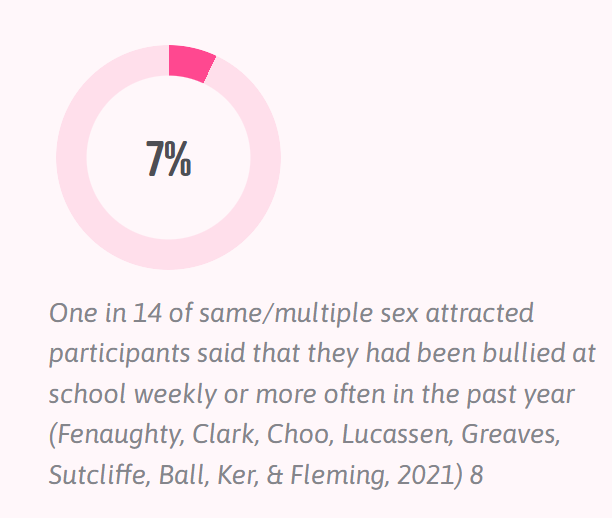 7%
One in 14 of same/multiple sex attracted
participants said that they had been bullied at
school weekly or more often in the past year
(Fenaughty, Clark, Choo, Lucassen, Greaves,
Sutcliffe, Ball, Ker, & Fleming, 2021) 8